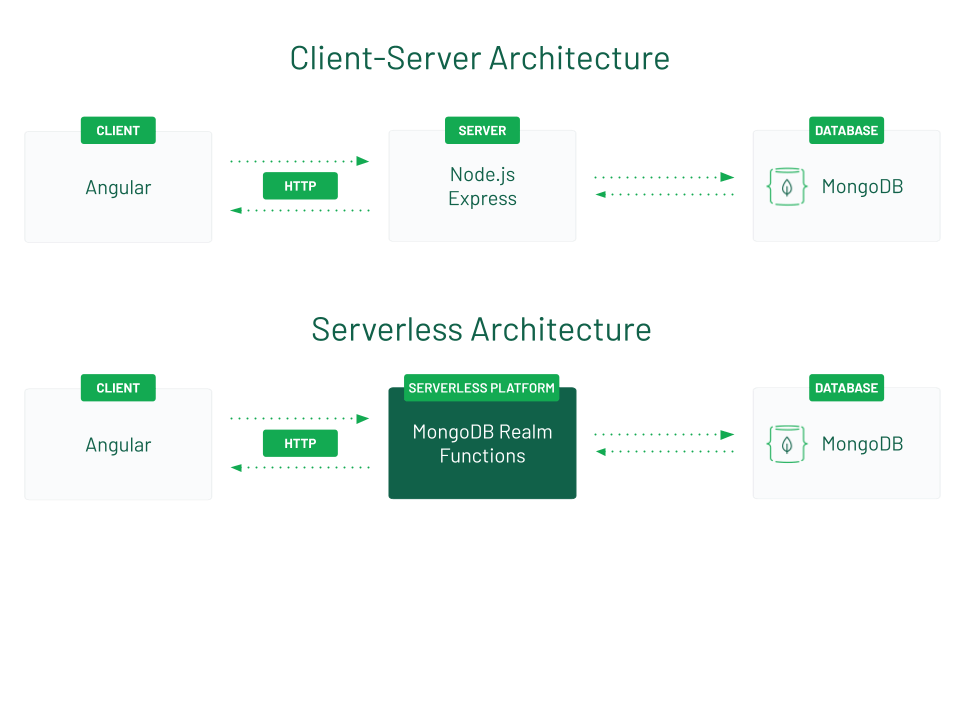 Client-Server Architecture
CLIENT
SERVER
DATABASE
Angular
HTTP
Node.js
Express
MongoDB
Serverless Architecture
CLIENT
SERVERLESS PLATFORM
DATABASE
Angular
HTTP
MongoDB Realm
Functions
MongoDB